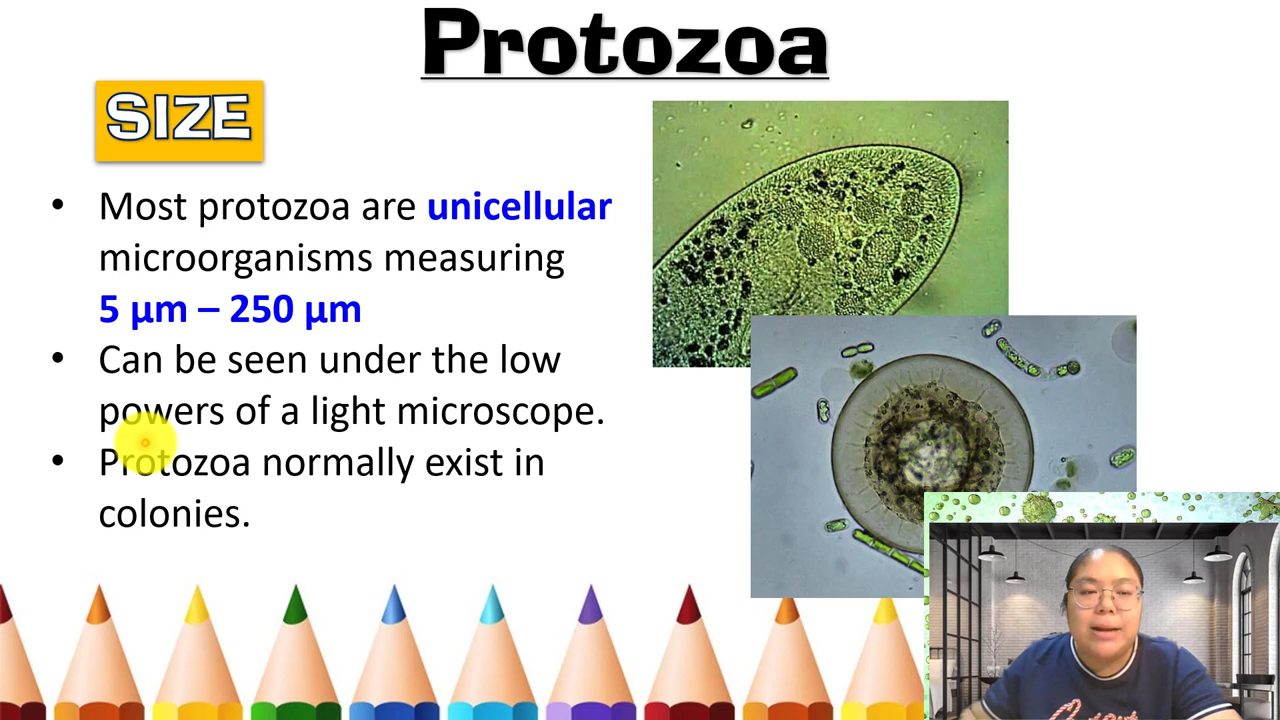 Protozoa
SIZE
• Most protozoa are unicellular
microorganisms measuring
5 µm – 250 µm
• Can be seen under the low
powers of a light microscope.
• Protozoa normally exist in
colonies.